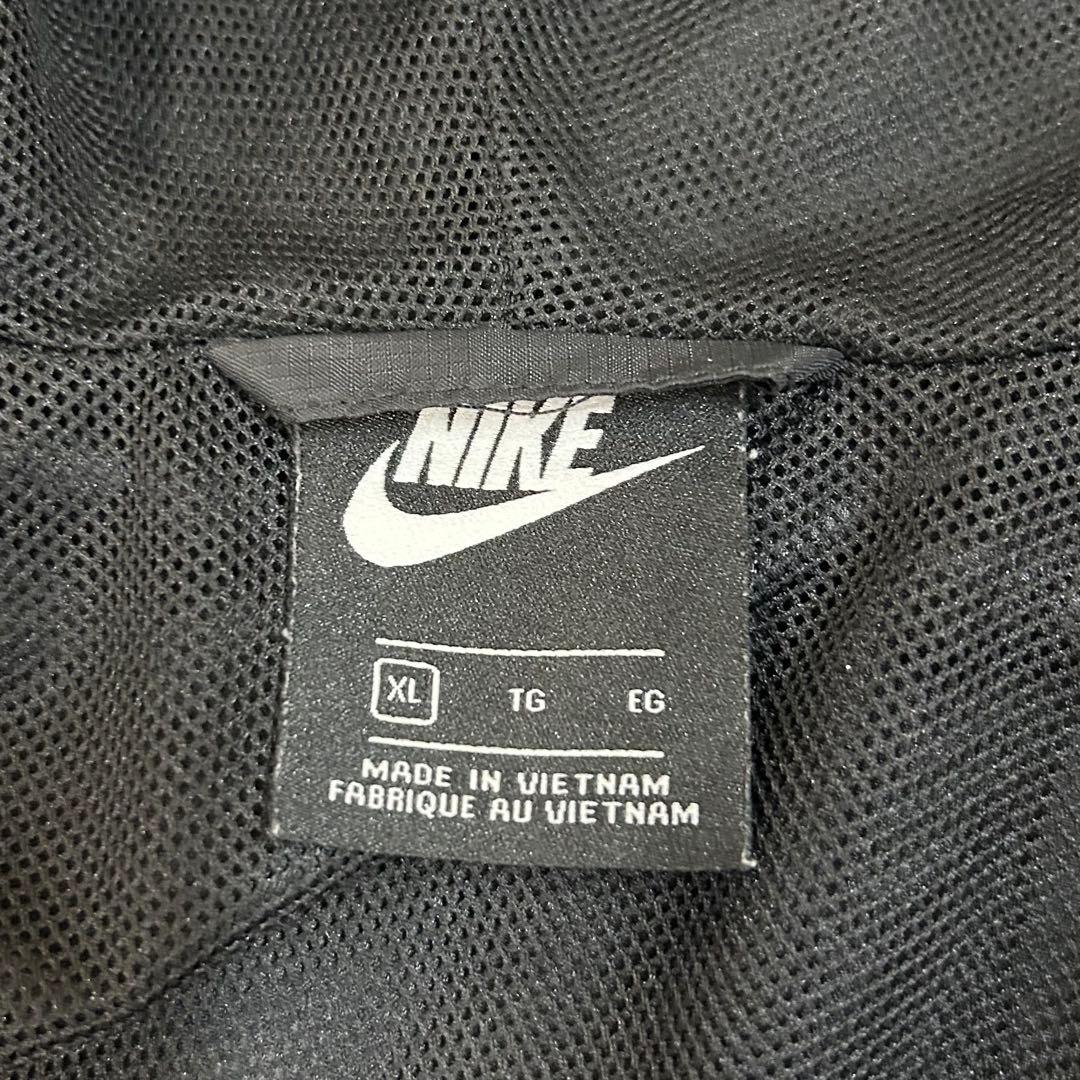 NIKE
XL TG EG
MADE IN VIETNAM
FABRIQUE AU VIETNAM